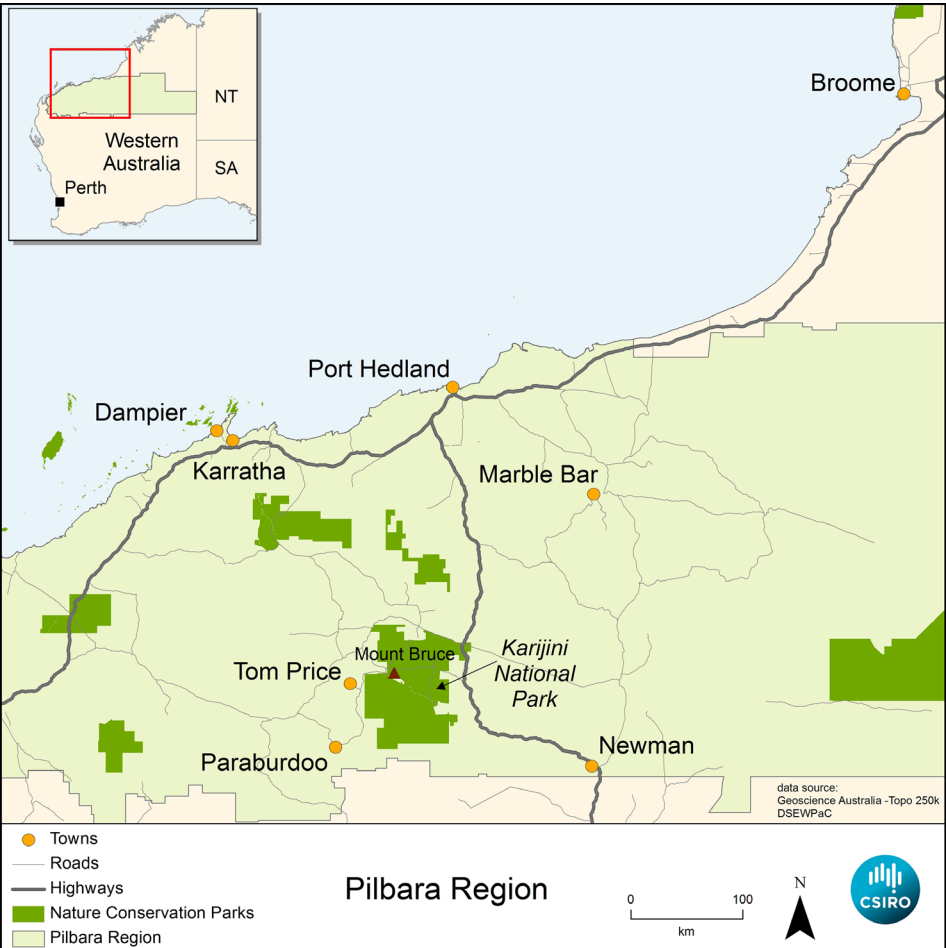 NT
Western
Australia
SA
Perth
Broome
Port Hedland
Dampier
Karratha
Marble Bar
Mount Bruce
Karijini
National
Park
Tom Price
Paraburdoo
Newman
data source:
Geoscience Australia -Topo 250k
DSEWPaC
Towns
Roads
Highways
Nature Conservation Parks
Pilbara Region
Pilbara Region
0 100
km
N
CSIRO